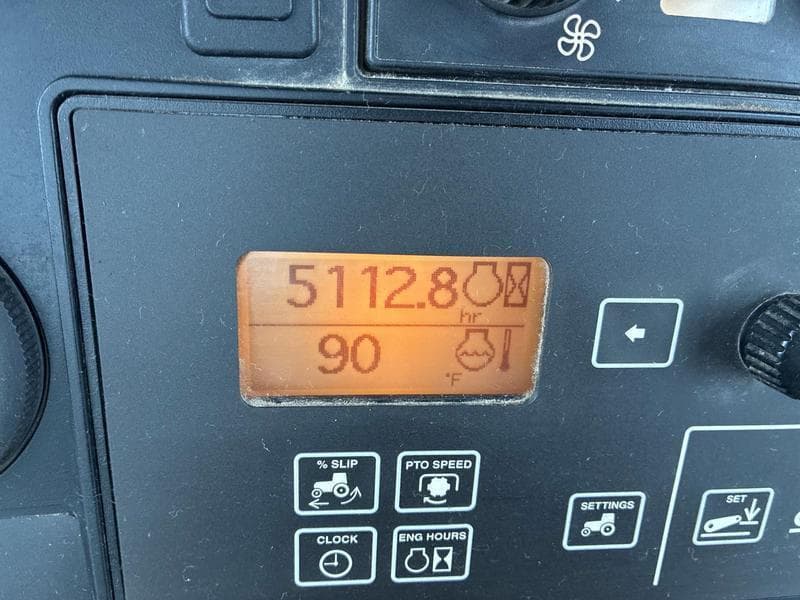 5112.8
hr
90
°F
% SLIP
PTO SPEED
CLOCK
ENG HOURS
SETTINGS
SET